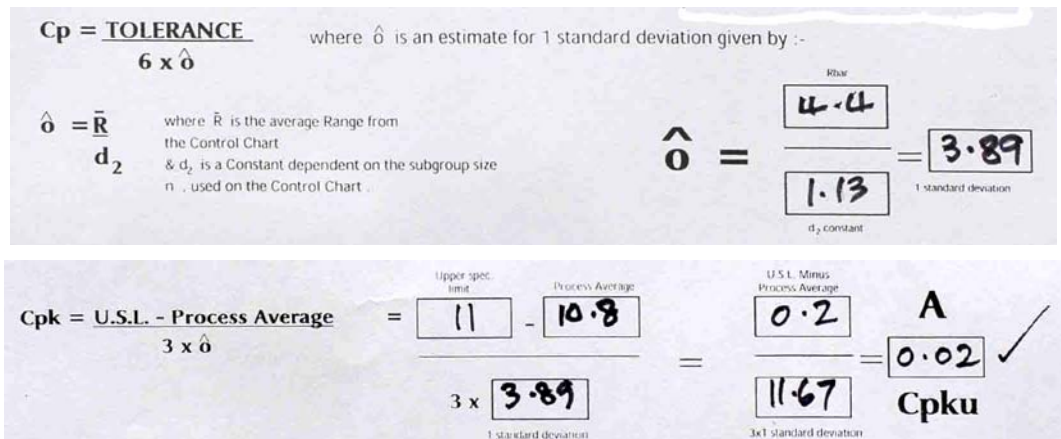 Cp = TOLERANCE
6 x ô
where ô is an estimate for 1 standard deviation given by :-
ô = R̄
d₂
where R̄ is the average Range from
the Control Chart
& d₂ is a Constant dependent on the subgroup size
n , used on the Control Chart .
ô =
Rbar
4.4
1.13
d₂ constant
= 3.89
1 standard deviation
Cpk = U.S.L. - Process Average
3 x ô
=
Upper spec.
limit
Process Average
11 - 10.8
3 x 3.89
1 standard deviation
=
U.S.L. Minus
Process Average
0.2
11.67
3x1 standard deviation
A
= 0.02 ✓
Cpku